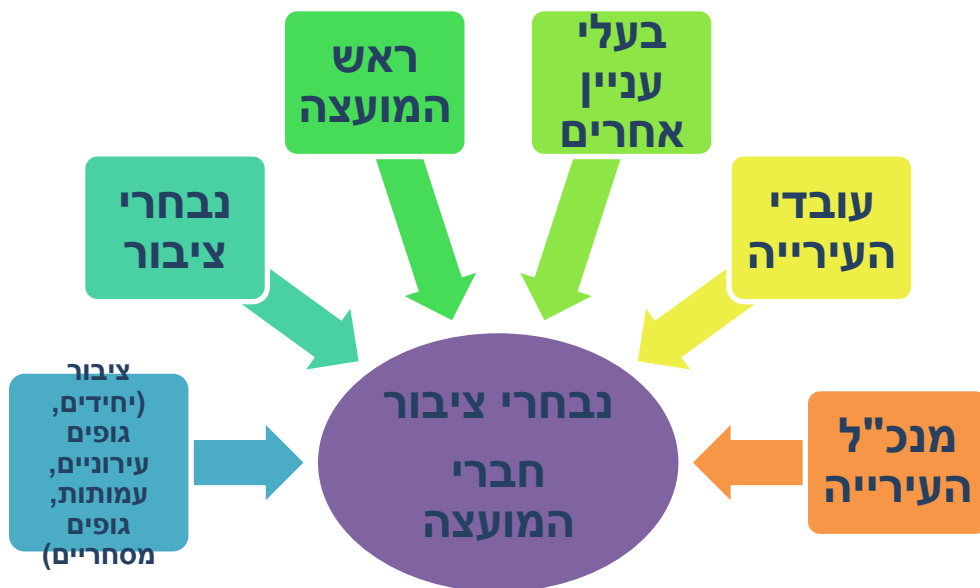 בעלי
עניין
אחרים
ראש
המועצה
עובדי
העירייה
נבחרי
ציבור
מנכ"ל
העירייה
נבחרי ציבור
חברי
המועצה
ציבור
(יחידים,
גופים
עירוניים,
עמותות,
גופים
מסחריים)